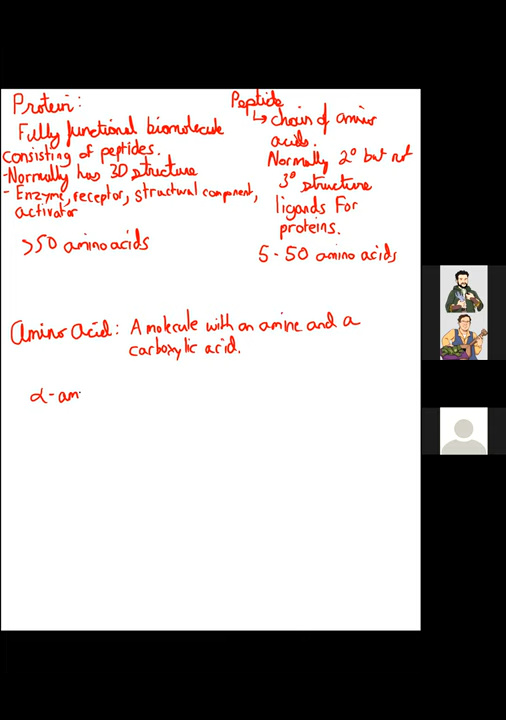 Protein:
Fully functional biomolecule
consisting of peptides.
-Normally has 3D structure
- Enzyme, receptor, structural component,
activator
>50 amino acids
Peptide
↳ chain of amino
acids.
Normally 2° but not
3° structure
ligands For
proteins.
5 - 50 amino acids
Amino Acid: A molecule with an amine and a
carboxylic acid.
α-am